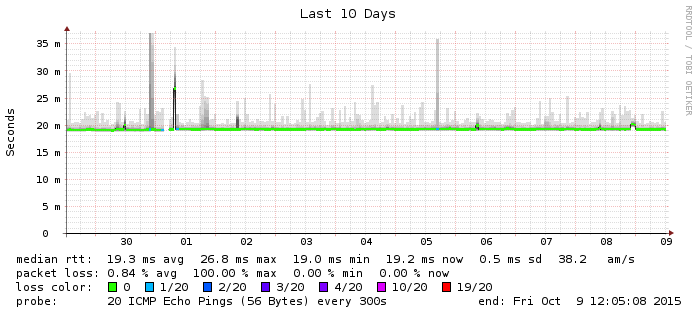 Last 10 Days
RRDTOOL / TOBI OETIKER
Seconds
35 m
30 m
25 m
20 m
15 m
10 m
5 m
0
30 01 02 03 04 05 06 07 08 09
median rtt: 19.3 ms avg 26.8 ms max 19.0 ms min 19.2 ms now 0.5 ms sd 38.2 am/s
packet loss: 0.84 % avg 100.00 % max 0.00 % min 0.00 % now
loss color: 0 1/20 2/20 3/20 4/20 10/20 19/20
probe: 20 ICMP Echo Pings (56 Bytes) every 300s end: Fri Oct 9 12:05:08 2015